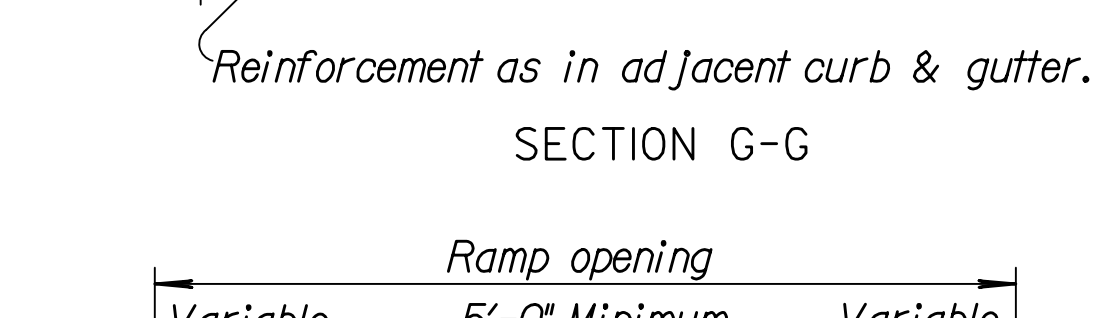 Reinforcement as in adjacent curb & gutter.
SECTION G-G
Ramp opening
Variable 5'-0" Minimum Variable